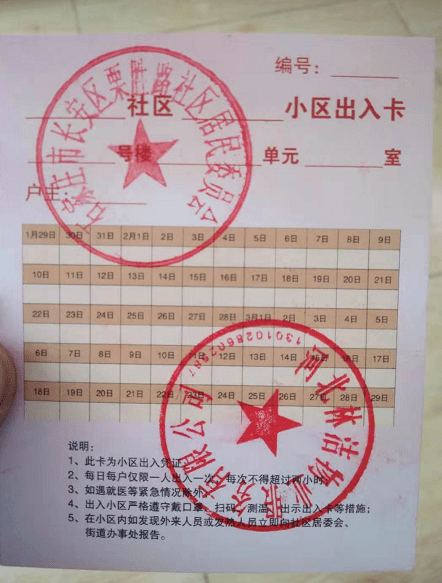 编号:
社区 小区出入卡
号楼 单元 室
户主:
石家庄市长安区栗胜路社区居民委员会
1月29日 30日 31日 2月1日 2日 3日 4日 5日 6日 7日 8日 9日
10日 11日 12日 13日 14日 15日 16日 17日 18日 19日 20日 21日
22日 23日 24日 25日 26日 27日 28日 3月1日 2日 3日 4日 5日
6日 7日 8日 9日 10日 11日 12日 13日 14日 15日 16日 17日
18日 19日 20日 21日 22日 23日 24日 25日 26日 27日 28日 29日
说明:
1、此卡为小区出入凭证;
2、每日每户仅限一人出入一次,每次不得超过两小时;
3、如遇就医等紧急情况除外;
4、出入小区严格遵守戴口罩、扫码、测温、出示出入卡等措施;
5、在小区内如发现外来人员或发热人员立即向社区居委会、
街道办事处报告。